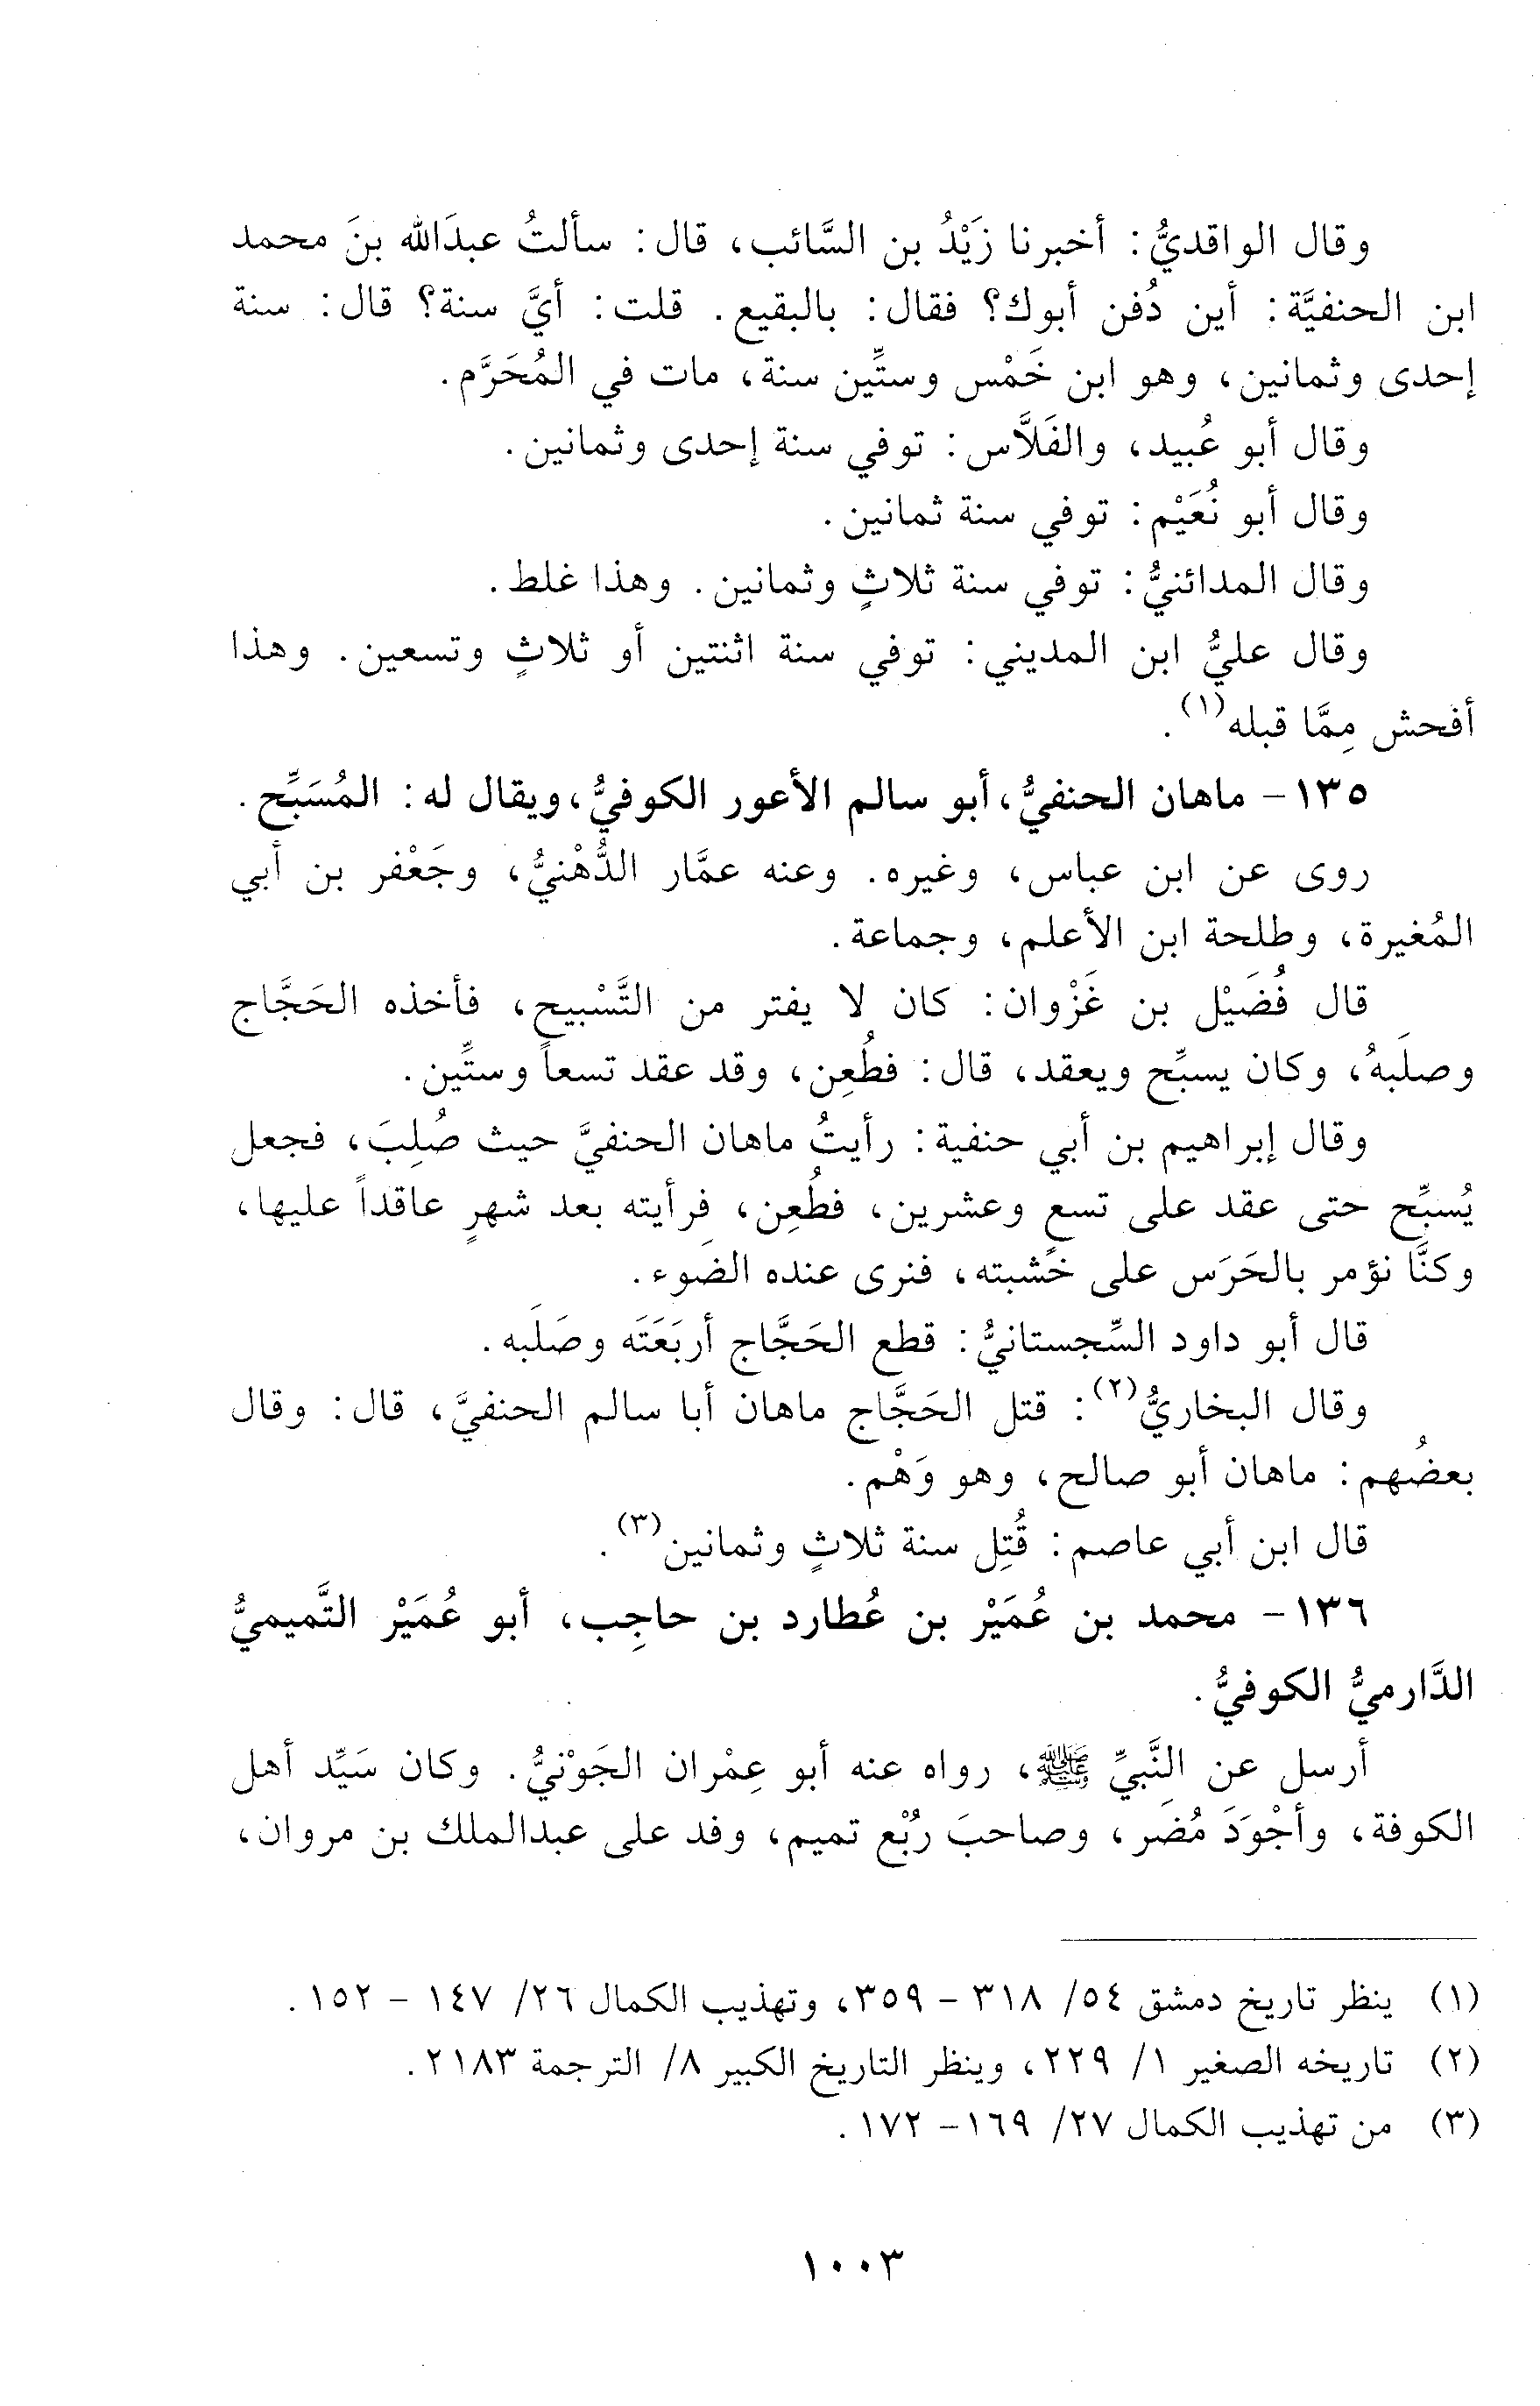 وقال الواقديُّ: أخبرنا زَيْدُ بن السَّائب، قال: سألتُ عبدَالله بنَ محمد
ابن الحنفيَّة: أين دُفن أبوك؟ فقال: بالبقيع. قلت: أيَّ سنة؟ قال: سنة
إحدى وثمانين، وهو ابن خَمْس وستِّين سنة، مات في المُحَرَّم.
وقال أبو عُبيد، والفَلاَّس: توفي سنة إحدى وثمانين.
وقال أبو نُعَيْم: توفي سنة ثمانين.
وقال المدائنيُّ: توفي سنة ثلاثٍ وثمانين. وهذا غلط.
وقال عليُّ ابن المديني: توفي سنة اثنتين أو ثلاثٍ وتسعين. وهذا
أفحش مِمَّا قبله(١).
١٣٥- ماهان الحنفيُّ، أبو سالم الأعور الكوفيُّ، ويقال له: المُسَبِّح.
روى عن ابن عباس، وغيره. وعنه عمَّار الدُّهْنيُّ، وجَعْفر بن أبي
المُغيرة، وطلحة ابن الأعلم، وجماعة.
قال فُضَيْل بن غَزْوان: كان لا يفتر من التَّسْبيح، فأخذه الحَجَّاج
وصلَبهُ، وكان يسبِّح ويعقد، قال: فطُعِن، وقد عقد تسعاً وستِّين.
وقال إبراهيم بن أبي حنفية: رأيتُ ماهان الحنفيَّ حيث صُلِبَ، فجعل
يُسبِّح حتى عقد على تسعٍ وعشرين، فطُعِن، فرأيته بعد شهرٍ عاقداً عليها،
وكنَّا نؤمر بالحَرَس على خَشبته، فنرى عنده الضَوء.
قال أبو داود السِّجستانيُّ: قطع الحَجَّاج أربَعَتَه وصَلَبه.
وقال البخاريُّ(٢): قتل الحَجَّاج ماهان أبا سالم الحنفيَّ، قال: وقال
بعضُهم: ماهان أبو صالح، وهو وَهْم.
قال ابن أبي عاصم: قُتِل سنة ثلاثٍ وثمانين(٣).
١٣٦- محمد بن عُمَيْر بن عُطارد بن حاجِب، أبو عُمَيْر التَّميميُّ
الدَّارميُّ الكوفيُّ.
أرسل عن النَّبيِّ ﷺ، رواه عنه أبو عِمْران الجَوْنيُّ. وكان سَيِّد أهل
الكوفة، وأجْوَدَ مُضَر، وصاحبَ رُبْع تميم، وفد على عبدالملك بن مروان،
(١) ينظر تاريخ دمشق ٥٤/ ٣١٨ - ٣٥٩، وتهذيب الكمال ٢٦/ ١٤٧ - ١٥٢.
(٢) تاريخه الصغير ١/ ٢٢٩، وينظر التاريخ الكبير ٨/ الترجمة ٢١٨٣.
(٣) من تهذيب الكمال ٢٧/ ١٦٩- ١٧٢.
١٠٠٣